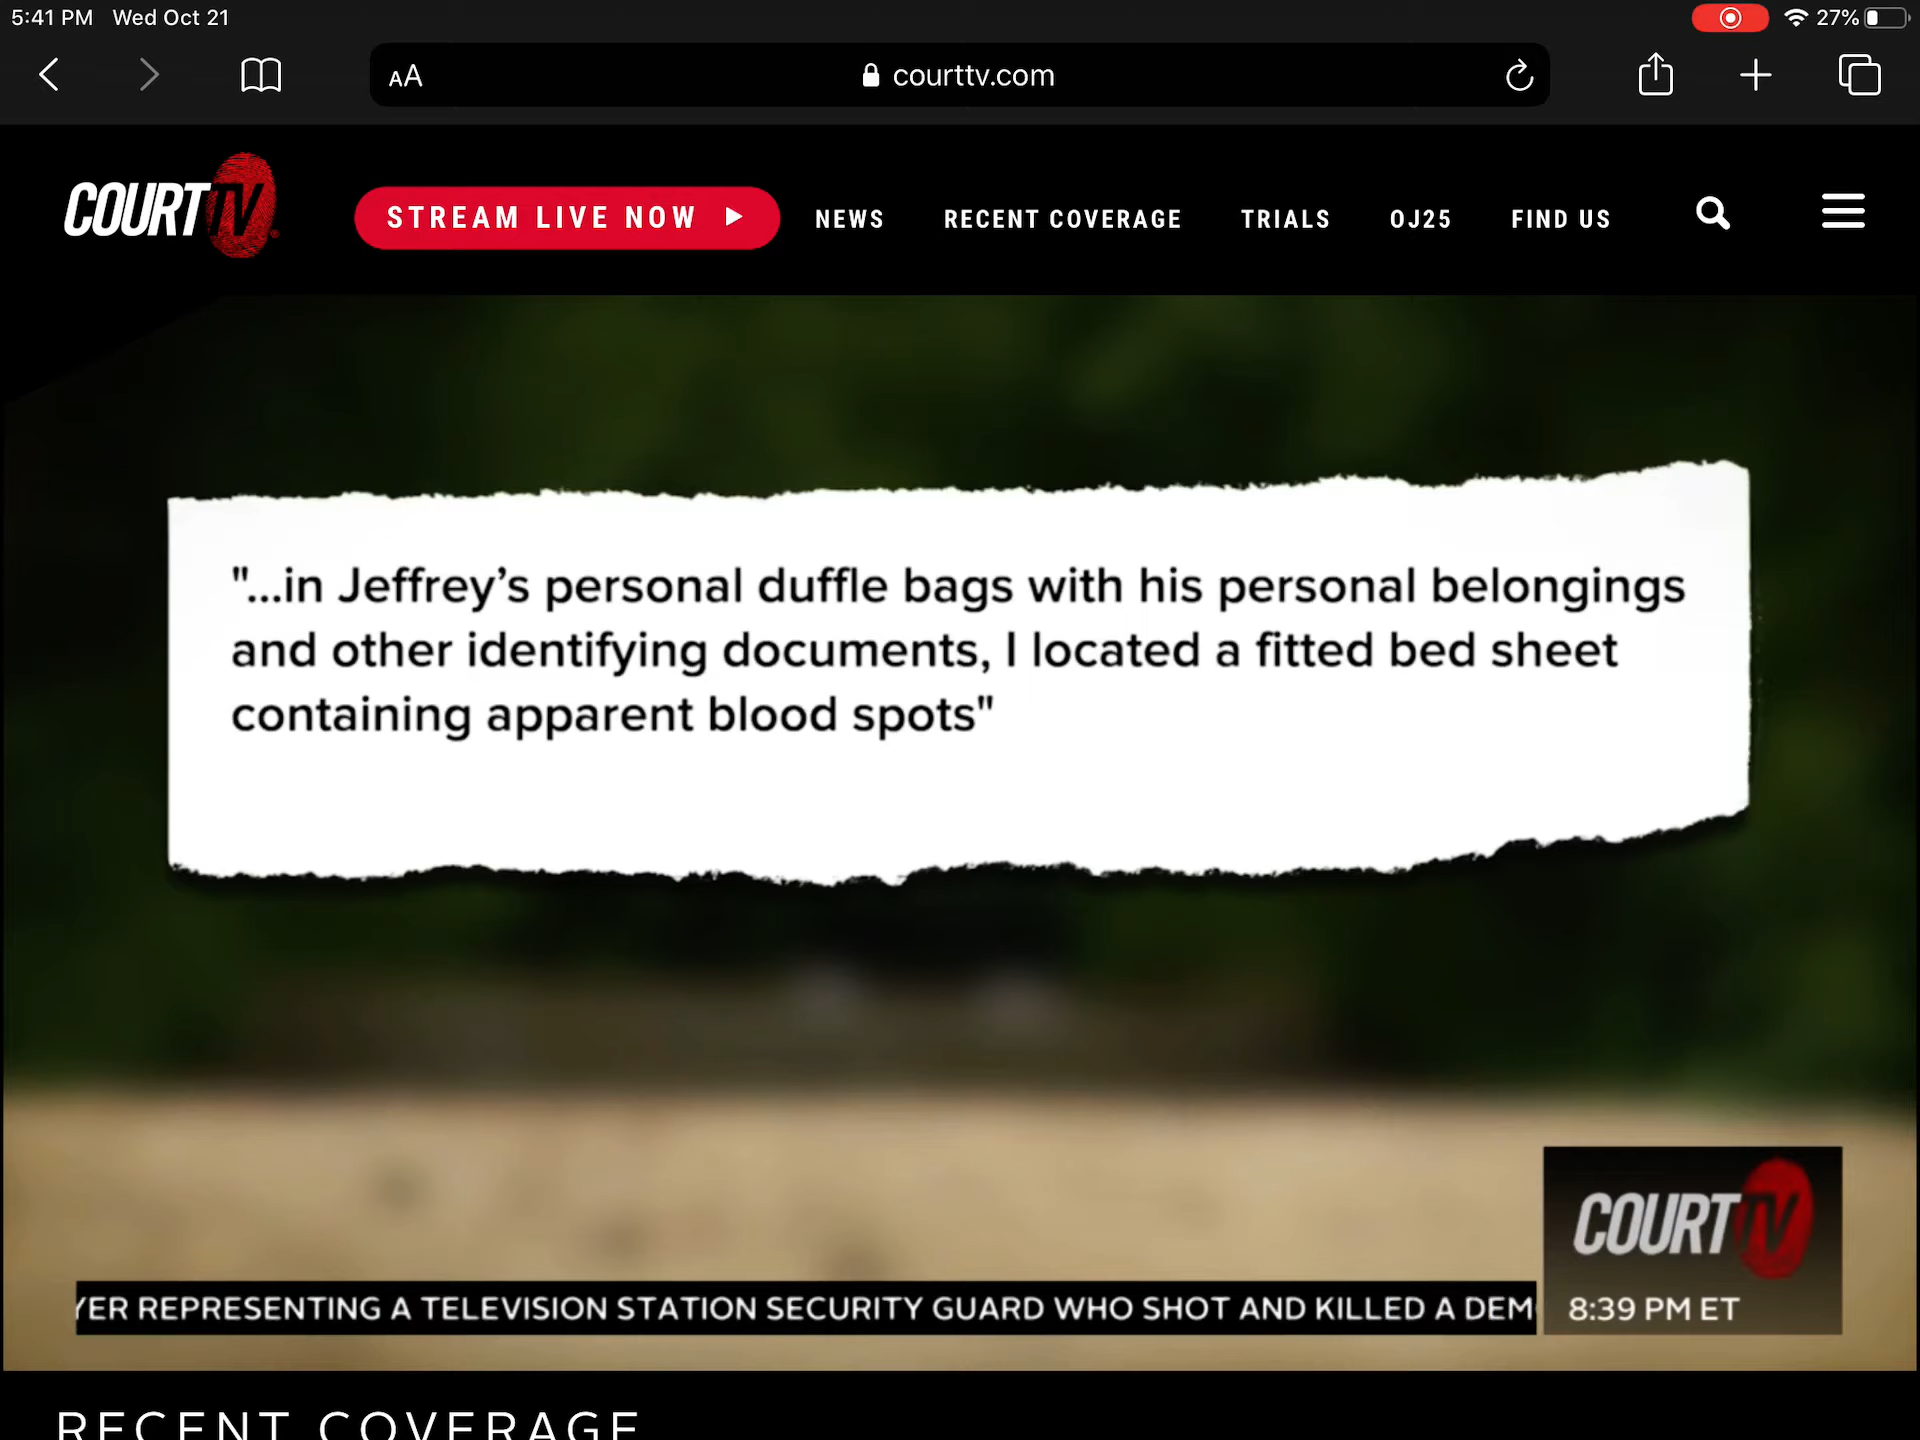 5:41 PM Wed Oct 21
27%
AA
courttv.com
COURT TV
STREAM LIVE NOW
NEWS
RECENT COVERAGE
TRIALS
OJ25
FIND US
"...in Jeffrey’s personal duffle bags with his personal belongings
and other identifying documents, I located a fitted bed sheet
containing apparent blood spots"
COURT TV
YER REPRESENTING A TELEVISION STATION SECURITY GUARD WHO SHOT AND KILLED A DEM
8:39 PM ET
RECENT COVERAGE